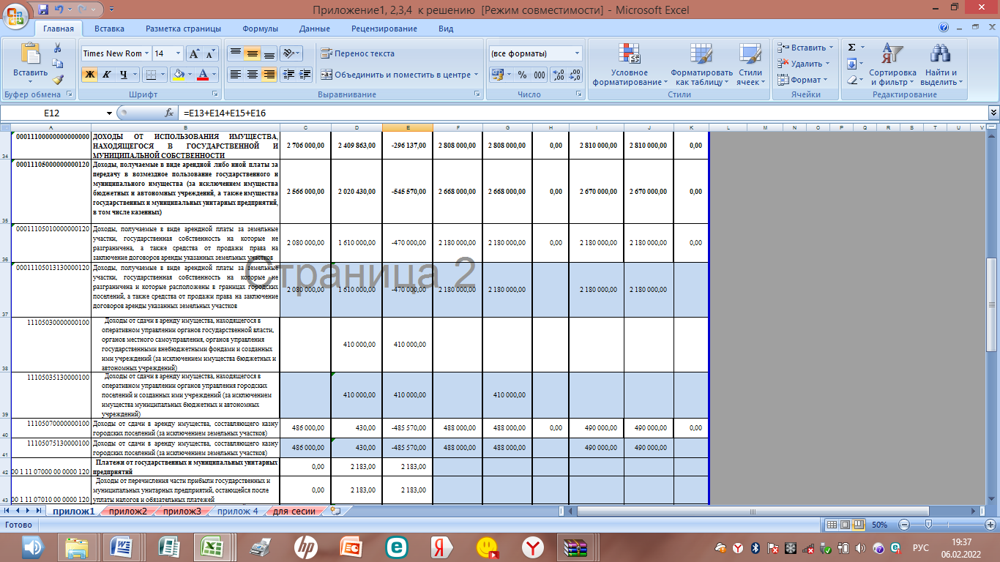 Приложение1, 2,3,4 к решению [Режим совместимости] - Microsoft Excel
Главная Вставка Разметка страницы Формулы Данные Рецензирование Вид
Вставить
Буфер обмена
Times New Rom 14
Ж К Ч
Шрифт
Перенос текста
Объединить и поместить в центре
Выравнивание
(все форматы)
% 000
Число
Условное форматирование
Форматировать как таблицу
Стили ячеек
Стили
Вставить
Удалить
Формат
Ячейки
Сортировка и фильтр
Найти и выделить
Редактирование
E12 =E13+E14+E15+E16
A B C D E F G H I J K L M N O P Q R S T U V
34 00011100000000000000 ДОХОДЫ ОТ ИСПОЛЬЗОВАНИЯ ИМУЩЕСТВА,
НАХОДЯЩЕГОСЯ В ГОСУДАРСТВЕННОЙ И
МУНИЦИПАЛЬНОЙ СОБСТВЕННОСТИ
2 706 000,00 2 409 863,00 -296 137,00 2 808 000,00 2 808 000,00 0,00 2 810 000,00 2 810 000,00 0,00
35 00011105000000000120 Доходы, получаемые в виде арендной либо иной платы за
передачу в возмездное пользование государственного и
муниципального имущества (за исключением имущества
бюджетных и автономных учреждений, а также имущества
государственных и муниципальных унитарных предприятий,
в том числе казенных)
2 566 000,00 2 020 430,00 -545 570,00 2 668 000,00 2 668 000,00 0,00 2 670 000,00 2 670 000,00 0,00
36 00011105010000000120 Доходы, получаемые в виде арендной платы за земельные
участки, государственная собственность на которые не
разграничена, а также средства от продажи права на
заключение договоров аренды указанных земельных участков
2 080 000,00 1 610 000,00 -470 000,00 2 180 000,00 2 180 000,00 0,00 2 180 000,00 2 180 000,00 0,00
Страница 2
37 00011105013130000120 Доходы, получаемые в виде арендной платы за земельные
участки, государственная собственность на которые не
разграничена и которые расположены в границах городских
поселений, а также средства от продажи права на заключение
договоров аренды указанных земельных участков
2 080 000,00 1 610 000,00 -470 000,00 2 180 000,00 2 180 000,00 2 180 000,00 2 180 000,00
38 11105030000000100 Доходы от сдачи в аренду имущества, находящегося в
оперативном управлении органов государственной власти,
органов местного самоуправления, органов управления
государственными внебюджетными фондами и созданных
ими учреждений (за исключением имущества бюджетных и
автономных учреждений)
410 000,00 410 000,00
39 11105035130000100 Доходы от сдачи в аренду имущества, находящегося в
оперативном управлении органов управления городских
поселений и созданных ими учреждений (за исключением
имущества муниципальных бюджетных и автономных
учреждений)
410 000,00 410 000,00 410 000,00
40 11105070000000100 Доходы от сдачи в аренду имущества, составляющего казну
городских поселений (за исключением земельных участков)
486 000,00 430,00 -485 570,00 488 000,00 488 000,00 0,00 490 000,00 490 000,00 0,00
41 11105075130000100 Доходы от сдачи в аренду имущества, составляющего казну
городских поселений (за исключением земельных участков)
486 000,00 430,00 -485 570,00 488 000,00 488 000,00 490 000,00 490 000,00
42 00 1 11 07000 00 0000 120 Платежи от государственных и муниципальных унитарных
предприятий
0,00 2 183,00 2 183,00
43 00 1 11 07010 00 0000 120 Доходы от перечисления части прибыли государственных и
муниципальных унитарных предприятий, остающейся после
уплаты налогов и обязательных платежей
0,00 2 183,00 2 183,00
прилож1 прилож2 прилож3 прилож 4 для сесии
Готово 50%
РУС 19:37
06.02.2022